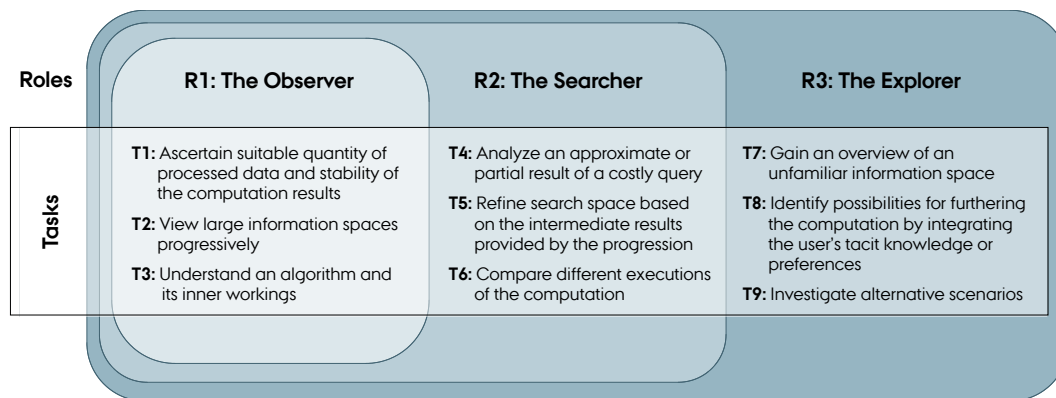 Roles
R1: The Observer
R2: The Searcher
R3: The Explorer
Tasks
T1: Ascertain suitable quantity of
processed data and stability of
the computation results
T2: View large information spaces
progressively
T3: Understand an algorithm and
its inner workings
T4: Analyze an approximate or
partial result of a costly query
T5: Refine search space based
on the intermediate results
provided by the progression
T6: Compare different executions
of the computation
T7: Gain an overview of an
unfamiliar information space
T8: Identify possibilities for furthering
the computation by integrating
the user's tacit knowledge or
preferences
T9: Investigate alternative scenarios